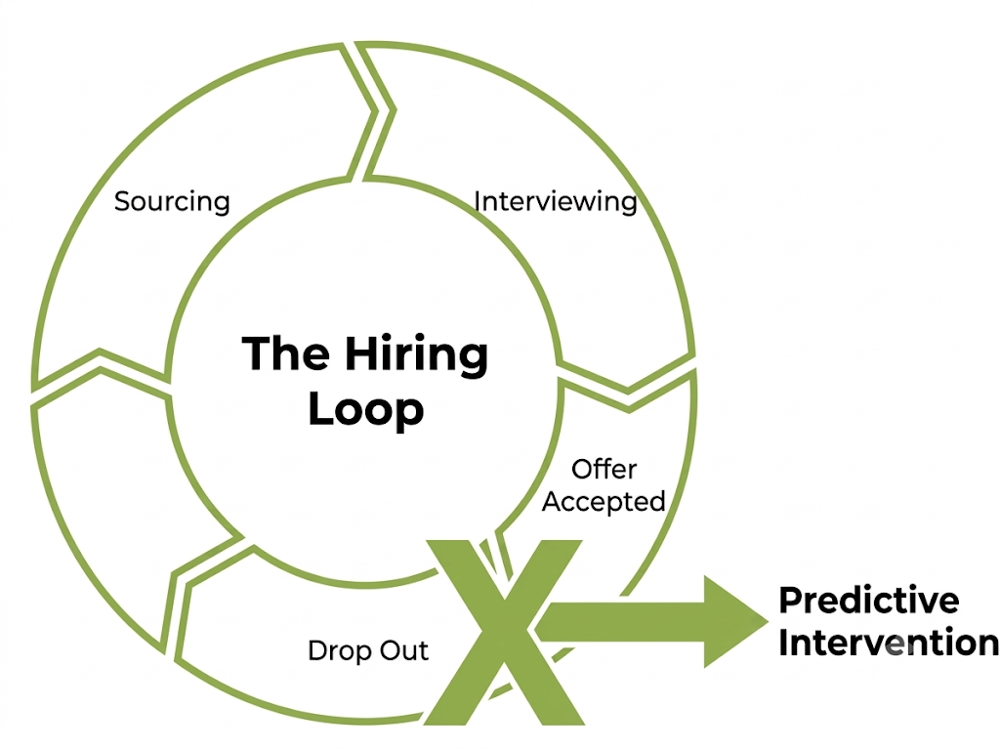 Sourcing
Interviewing
The Hiring
Loop
Offer
Accepted
Drop Out
X
Predictive
Intervention